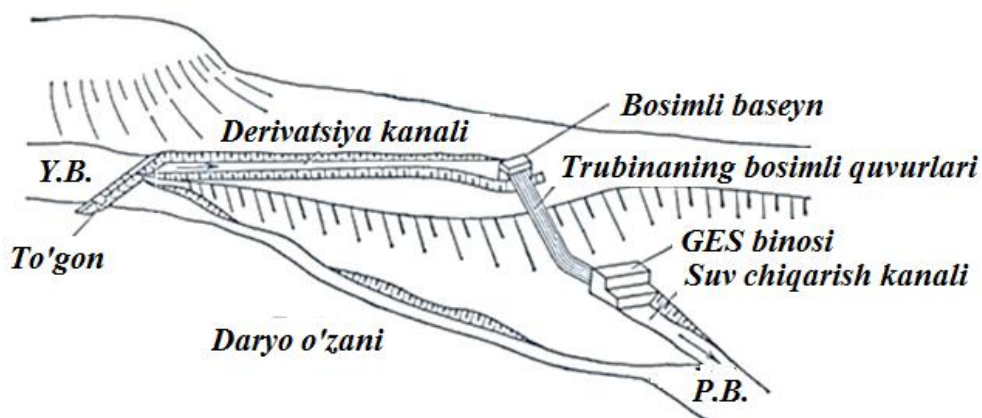 Bosimli baseyn
Derivatsiya kanali
Y.B.
Trubinaning bosimli quvurlari
To'gon
GES binosi
Suv chiqarish kanali
Daryo o'zani
P.B.